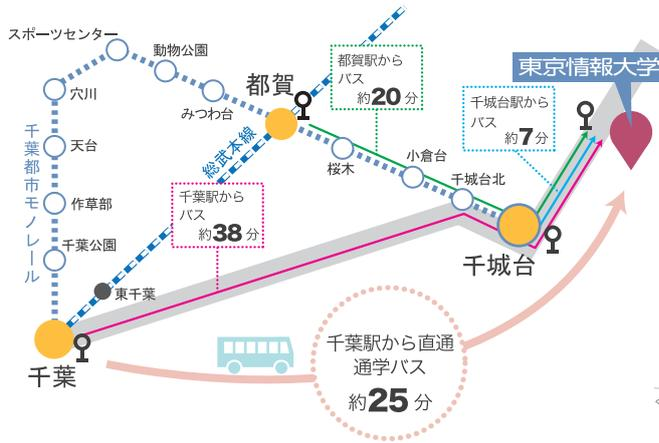 スポーツセンター
動物公園
穴川
みつわ台
都賀
都賀駅から
バス
約20分
東京情報大学
千城台駅から
バス
約7分
天台
千葉都市モノレール
総武本線
桜木
小倉台
千城台北
作草部
千葉公園
千葉駅から
バス
約38分
千城台
東千葉
千葉
千葉駅から直通
通学バス
約25分